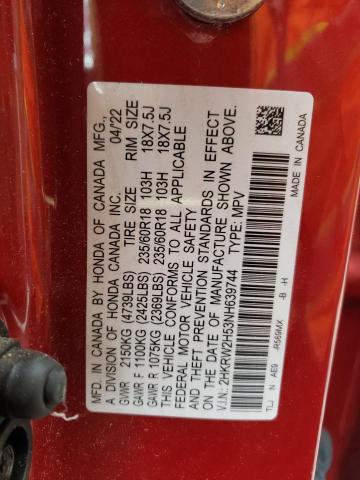 MFD. IN CANADA BY HONDA OF CANADA MFG.,
A DIVISION OF HONDA CANADA INC. 04/22
GVWR 2150KG (4739LBS) TIRE SIZE RIM SIZE
GAWR F 1100KG (2425LBS) 235/60R18 103H 18X7.5J
GAWR R 1075KG (2369LBS) 235/60R18 103H 18X7.5J
THIS VEHICLE CONFORMS TO ALL APPLICABLE
FEDERAL MOTOR VEHICLE SAFETY
AND THEFT PREVENTION STANDARDS IN EFFECT
ON THE DATE OF MANUFACTURE SHOWN ABOVE.
V.I.N.: 2HKRW2H53NH639744 TYPE: MPV
TLJ N AE9 JR569MX -B -H
MADE IN CANADA